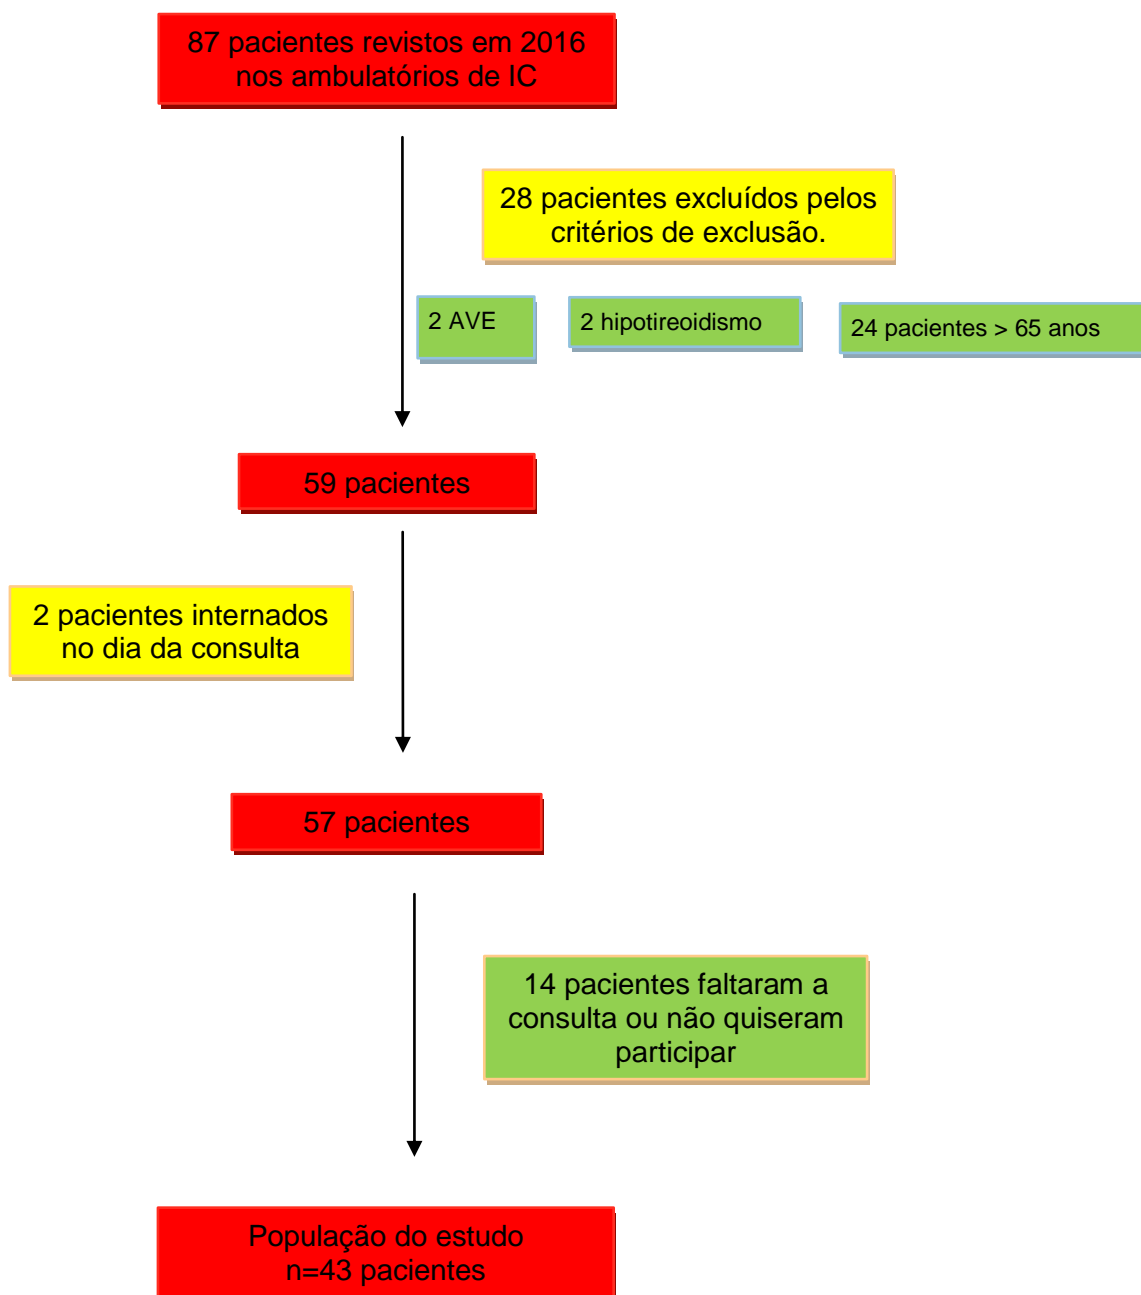 87 pacientes revistos em 2016
nos ambulatórios de IC
28 pacientes excluídos pelos
critérios de exclusão.
2 AVE
2 hipotireoidismo
24 pacientes > 65 anos
59 pacientes
2 pacientes internados
no dia da consulta
57 pacientes
14 pacientes faltaram a
consulta ou não quiseram
participar
População do estudo
n=43 pacientes